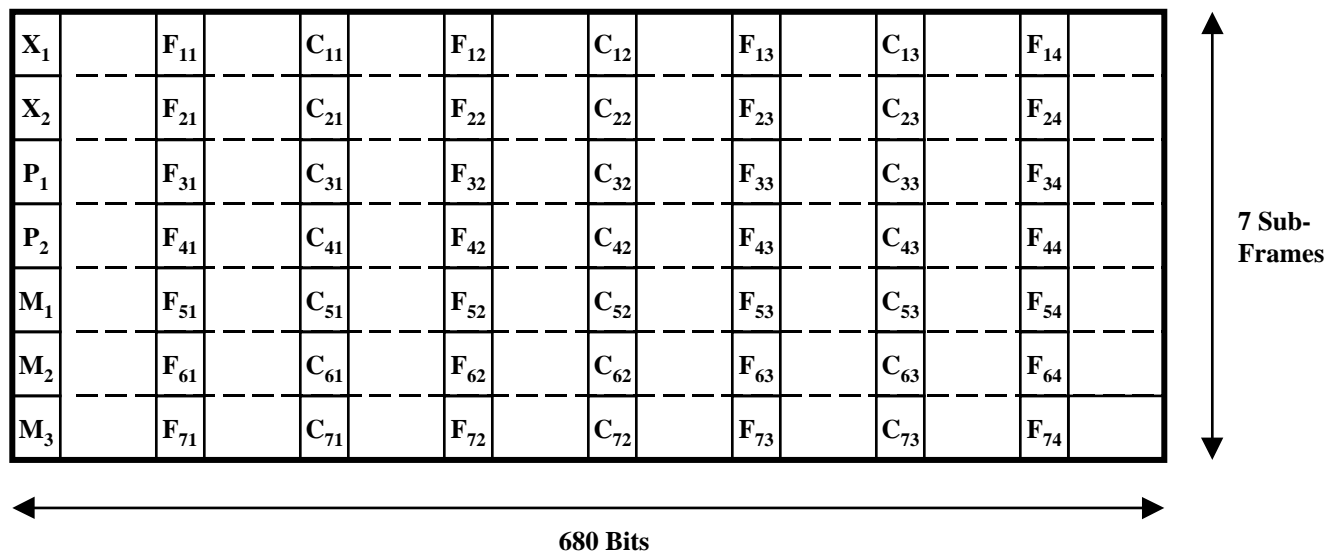 X1 F11 C11 F12 C12 F13 C13 F14
X2 F21 C21 F22 C22 F23 C23 F24
P1 F31 C31 F32 C32 F33 C33 F34
P2 F41 C41 F42 C42 F43 C43 F44
M1 F51 C51 F52 C52 F53 C53 F54
M2 F61 C61 F62 C62 F63 C63 F64
M3 F71 C71 F72 C72 F73 C73 F74
7 Sub-
Frames
680 Bits